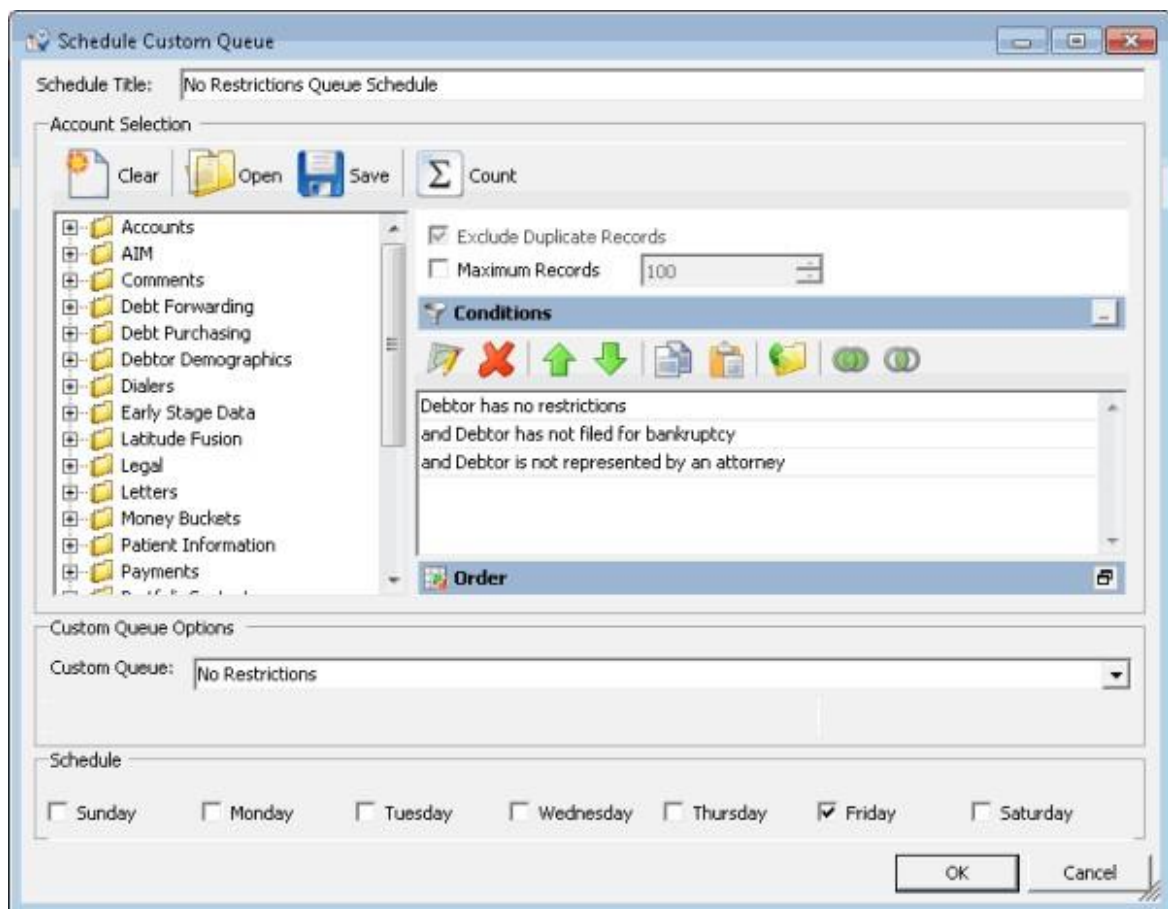 Schedule Custom Queue
Schedule Title: No Restrictions Queue Schedule
Account Selection
Clear Open Save Σ Count
Accounts
AIM
Comments
Debt Forwarding
Debt Purchasing
Debtor Demographics
Dialers
Early Stage Data
Latitude Fusion
Legal
Letters
Money Buckets
Patient Information
Payments
Exclude Duplicate Records
Maximum Records 100
Conditions
Debtor has no restrictions
and Debtor has not filed for bankruptcy
and Debtor is not represented by an attorney
Order
Custom Queue Options
Custom Queue: No Restrictions
Schedule
Sunday Monday Tuesday Wednesday Thursday Friday Saturday
OK Cancel